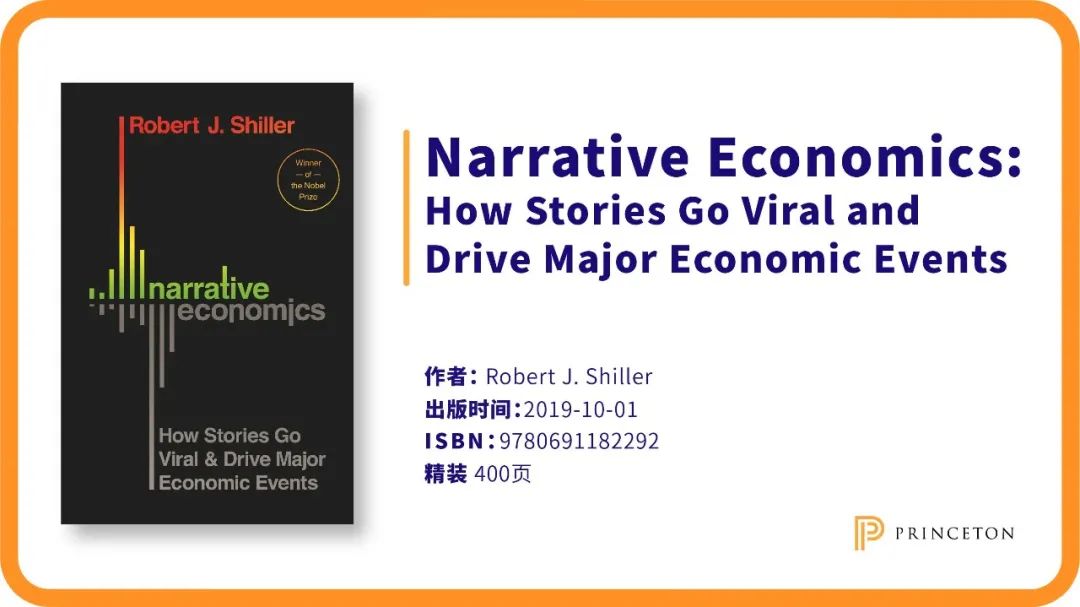 Robert J. Shiller
Winner
— of —
the Nobel
Prize
narrative
economics
How Stories Go
Viral & Drive Major
Economic Events
Narrative Economics:
How Stories Go Viral and
Drive Major Economic Events
作者： Robert J. Shiller
出版时间：2019-10-01
ISBN：9780691182292
精装 400页
PRINCETON